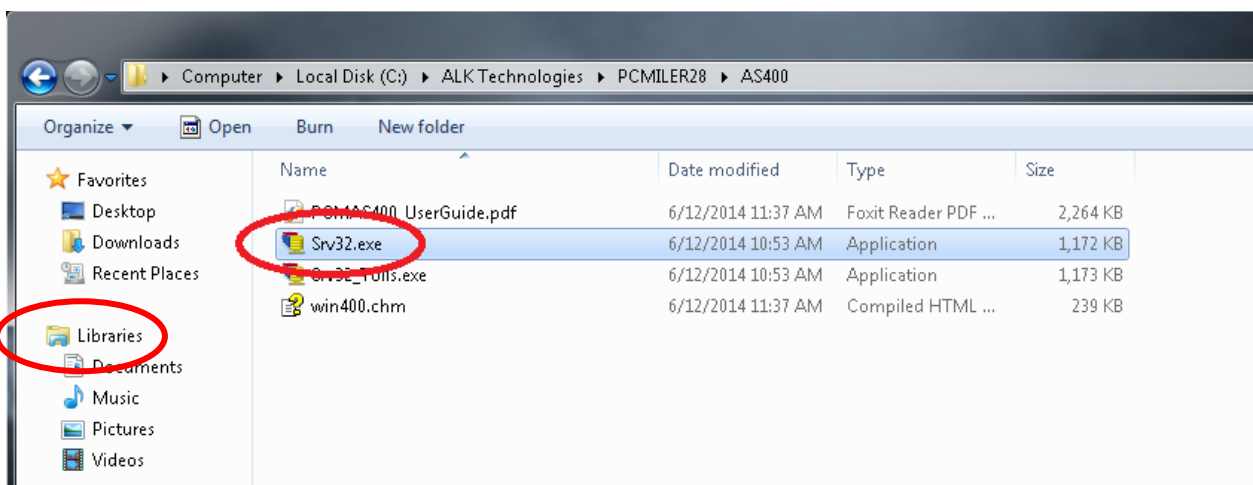 Computer Local Disk (C:) ALK Technologies PCMILER28 AS400
Organize Open Burn New folder
Favorites
Desktop
Downloads
Recent Places
Libraries
Documents
Music
Pictures
Videos
Name Date modified Type Size
PCMAS400_UserGuide.pdf 6/12/2014 11:37 AM Foxit Reader PDF ... 2,264 KB
Srv32.exe 6/12/2014 10:53 AM Application 1,172 KB
Srv32_Tolls.exe 6/12/2014 10:53 AM Application 1,173 KB
win400.chm 6/12/2014 11:37 AM Compiled HTML ... 239 KB